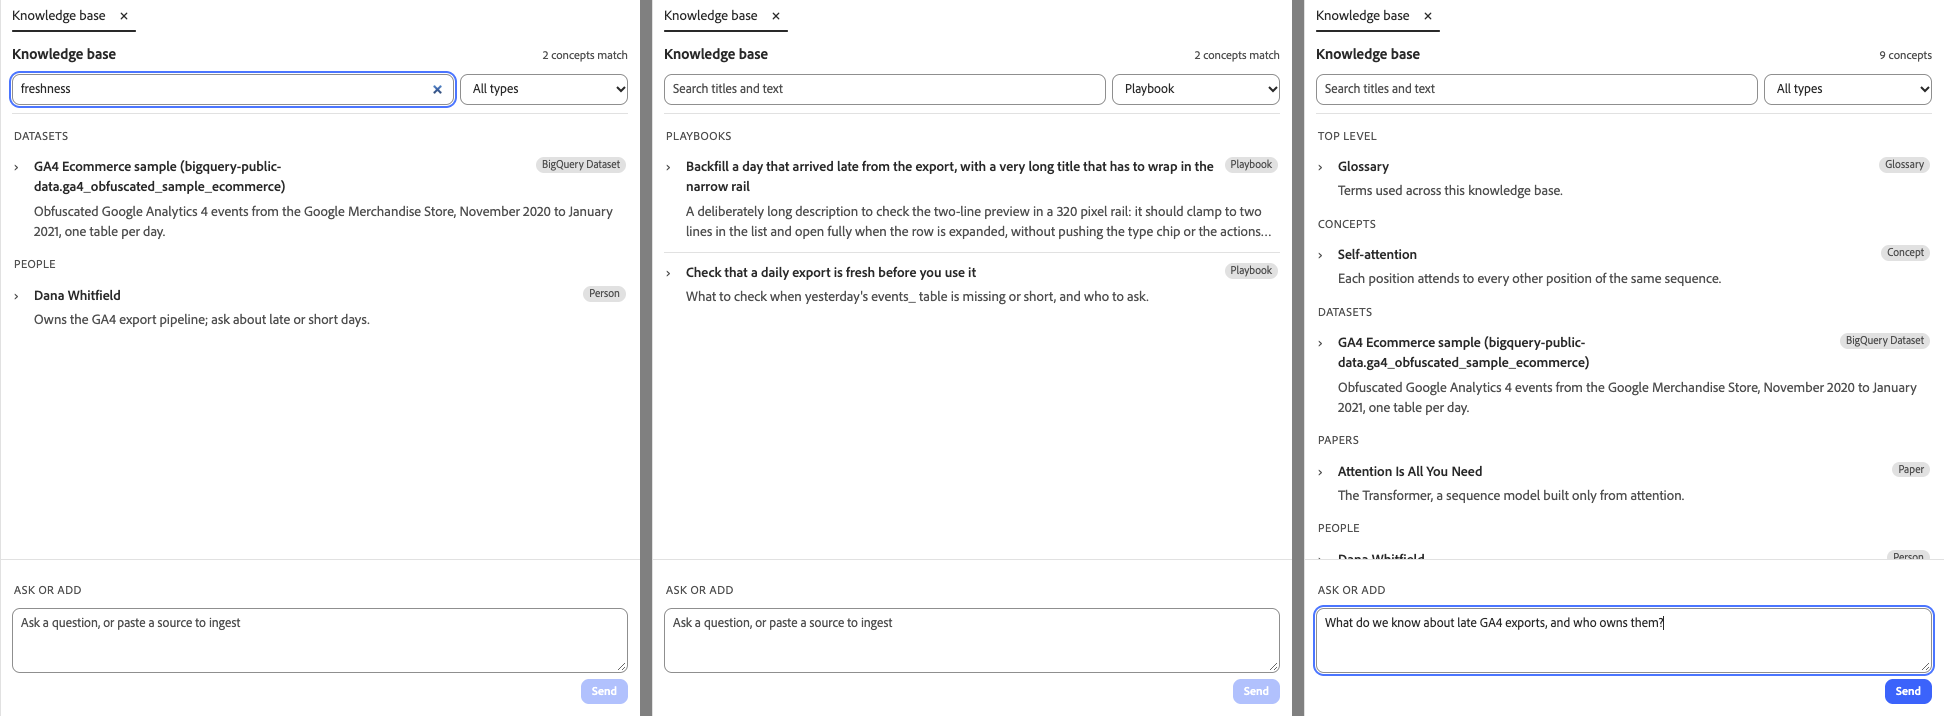 Knowledge base ×
Knowledge base
2 concepts match
freshness ×
All types
DATASETS
› GA4 Ecommerce sample (bigquery-public-
data.ga4_obfuscated_sample_ecommerce)
BigQuery Dataset
Obfuscated Google Analytics 4 events from the Google Merchandise Store, November 2020 to January
2021, one table per day.
PEOPLE
› Dana Whitfield
Person
Owns the GA4 export pipeline; ask about late or short days.
ASK OR ADD
Ask a question, or paste a source to ingest
Send
Knowledge base ×
Knowledge base
2 concepts match
Search titles and text
Playbook
PLAYBOOKS
› Backfill a day that arrived late from the export, with a very long title that has to wrap in the
narrow rail
Playbook
A deliberately long description to check the two-line preview in a 320 pixel rail: it should clamp to two
lines in the list and open fully when the row is expanded, without pushing the type chip or the actions…
› Check that a daily export is fresh before you use it
Playbook
What to check when yesterday's events_ table is missing or short, and who to ask.
ASK OR ADD
Ask a question, or paste a source to ingest
Send
Knowledge base ×
Knowledge base
9 concepts
Search titles and text
All types
TOP LEVEL
› Glossary
Glossary
Terms used across this knowledge base.
CONCEPTS
› Self-attention
Concept
Each position attends to every other position of the same sequence.
DATASETS
› GA4 Ecommerce sample (bigquery-public-
data.ga4_obfuscated_sample_ecommerce)
BigQuery Dataset
Obfuscated Google Analytics 4 events from the Google Merchandise Store, November 2020 to January
2021, one table per day.
PAPERS
› Attention Is All You Need
Paper
The Transformer, a sequence model built only from attention.
PEOPLE
› Dana Whitfield
Person
ASK OR ADD
What do we know about late GA4 exports, and who owns them?
Send